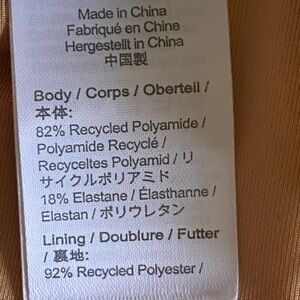 Made in China
Fabriqué en Chine
Hergestellt in China
中国製
Body / Corps / Oberteil /
本体:
82% Recycled Polyamide /
Polyamide Recyclé /
Recyceltes Polyamid / リ
サイクルポリアミド
18% Elastane / Élasthanne /
Elastan / ポリウレタン
Lining / Doublure / Futter
/ 裏地:
92% Recycled Polyester /